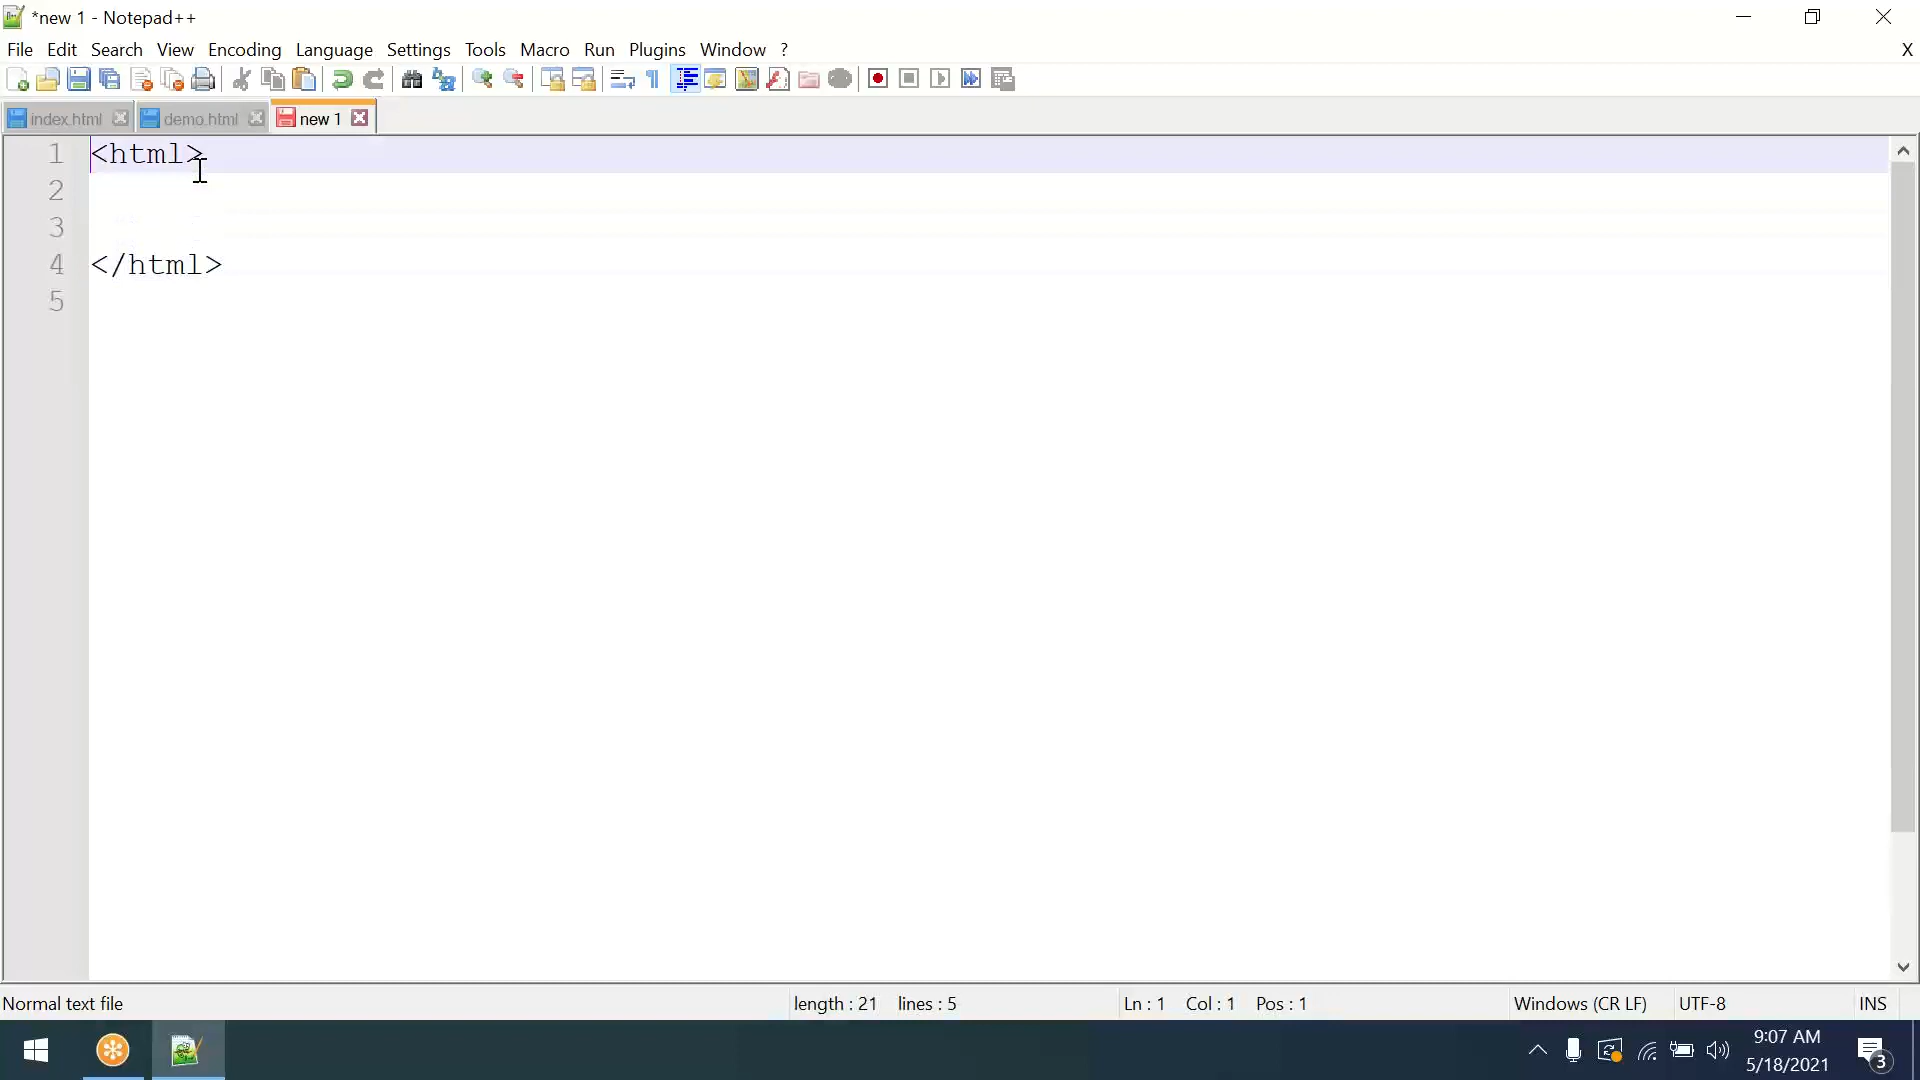 *new 1 - Notepad++
File Edit Search View Encoding Language Settings Tools Macro Run Plugins Window ? X
index.html demo.html new 1
1 <html>
2
3
4 </html>
5
Normal text file length : 21 lines : 5 Ln : 1 Col : 1 Pos : 1 Windows (CR LF) UTF-8 INS
9:07 AM
5/18/2021
3